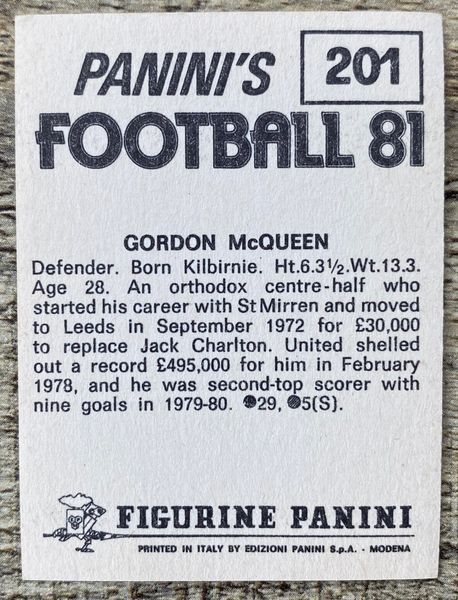 PANINI'S 201
FOOTBALL 81
GORDON McQUEEN
Defender. Born Kilbirnie. Ht.6.3½.Wt.13.3.
Age 28. An orthodox centre-half who
started his career with St Mirren and moved
to Leeds in September 1972 for £30,000
to replace Jack Charlton. United shelled
out a record £495,000 for him in February
1978, and he was second-top scorer with
nine goals in 1979-80. 29, 5(S).
FIGURINE PANINI
PRINTED IN ITALY BY EDIZIONI PANINI S.p.A. - MODENA